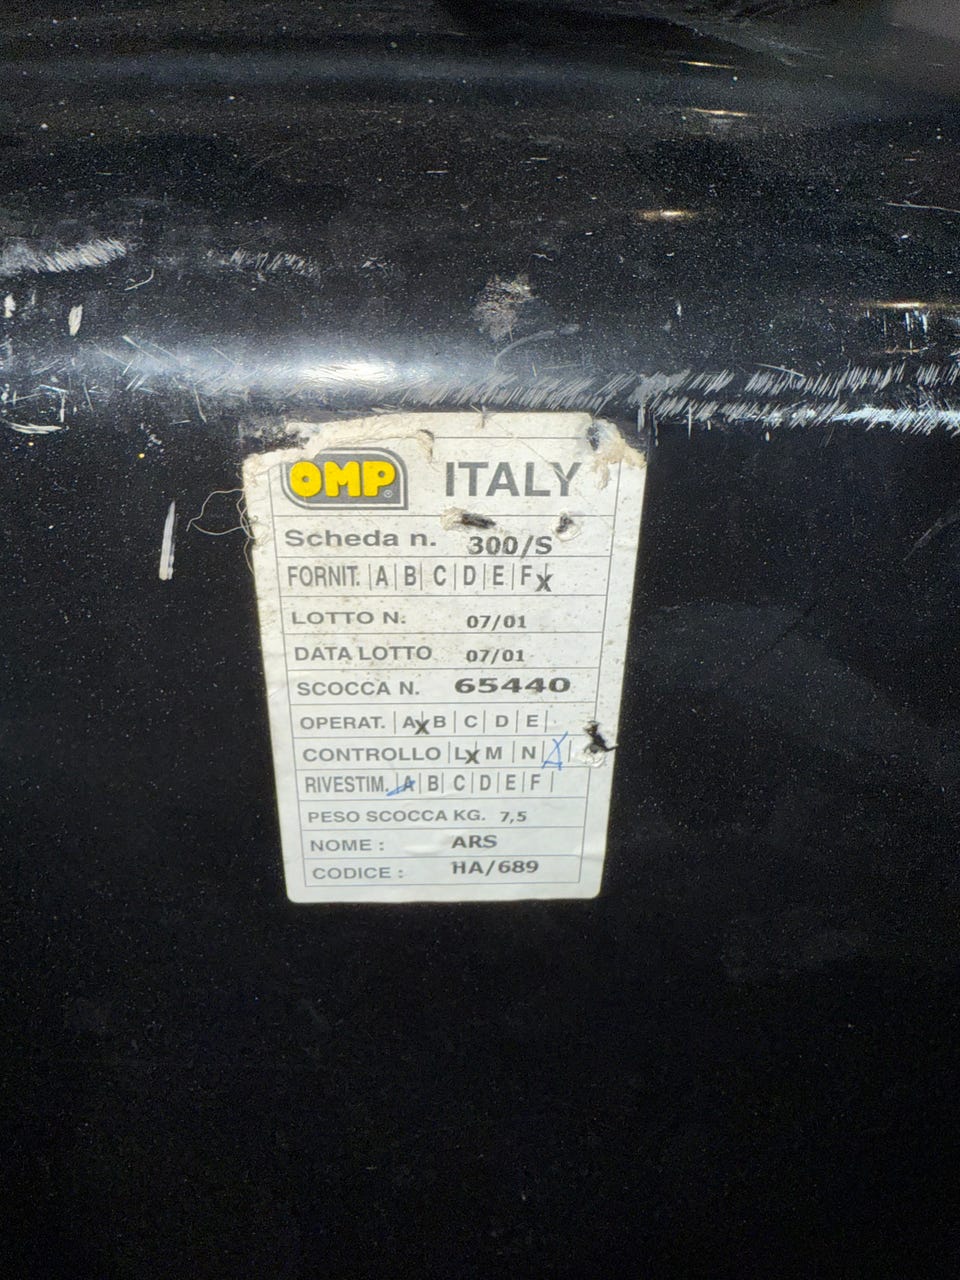 OMP® ITALY
Scheda n. 300/S
FORNIT. |A|B|C|D|E|F|X
LOTTO N. 07/01
DATA LOTTO 07/01
SCOCCA N. 65440
OPERAT. |A|X B|C|D|E|
CONTROLLO |L|X M|N|X|
RIVESTIM. |A|B|C|D|E|F|
PESO SCOCCA KG. 7,5
NOME : ARS
CODICE : HA/689